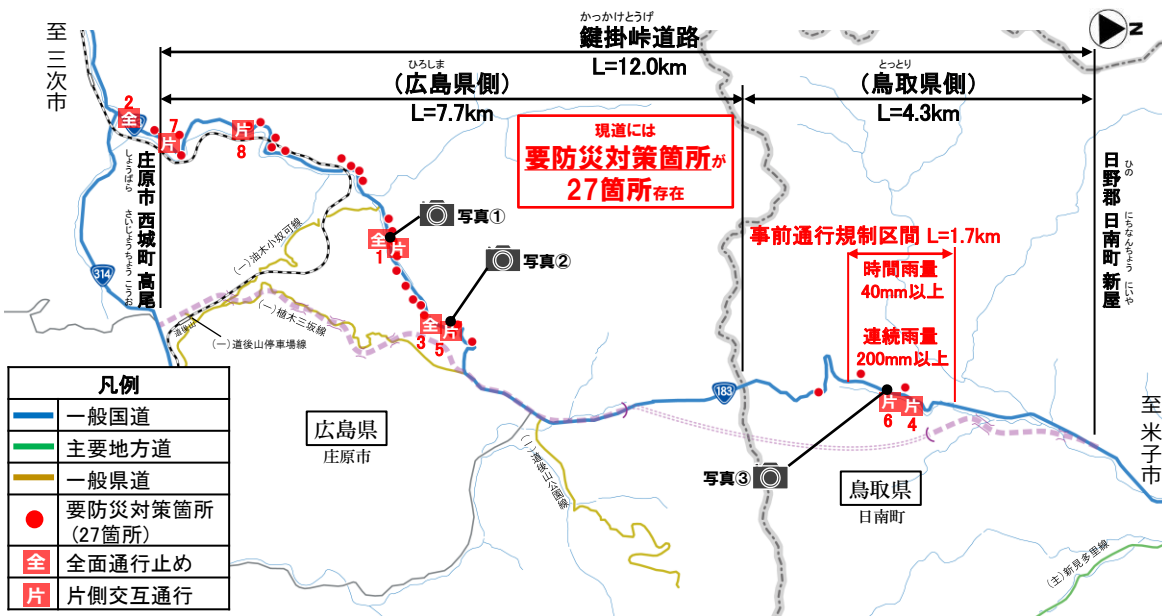 かっかけとうげ
鍵掛峠道路
L=12.0km
N
ひろしま
(広島県側)
L=7.7km
とっとり
(鳥取県側)
L=4.3km
至 三次市
2
全
7
片
片
8
現道には
要防災対策箇所が
27箇所存在
庄原市 西城町 高尾
しょうばら さいじょうちょう こうお
314
(一)油木小奴可線
写真①
全
片
1
写真②
全
片
3
5
(一)植木三坂線
道後山
(一)道後山停車場線
事前通行規制区間 L=1.7km
時間雨量
40mm以上
連続雨量
200mm以上
日野郡 日南町 新屋
ひの にちなんちょう にいや
183
片
片
6
4
至 米子市
写真③
広島県
庄原市
(一)道後山公園線
鳥取県
日南町
(主)新見多里線
凡例
一般国道
主要地方道
一般県道
要防災対策箇所
(27箇所)
全
全面通行止め
片
片側交互通行